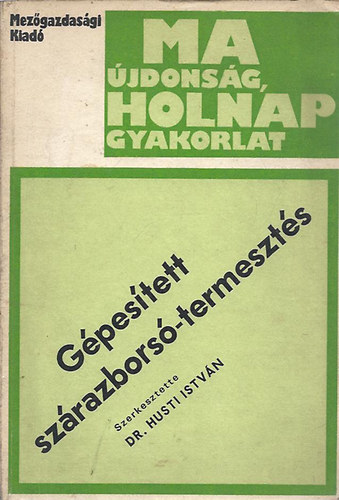 Mezőgazdasági
Kiadó
MA
ÚJDONSÁG,
HOLNAP
GYAKORLAT
Gépesített
szárazborsó-termesztés
Szerkesztette
DR. HUSTI ISTVÁN